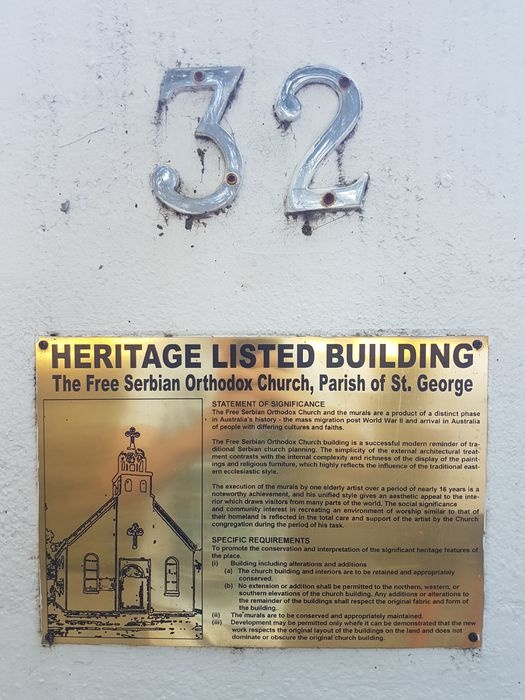 32
HERITAGE LISTED BUILDING
The Free Serbian Orthodox Church, Parish of St. George
STATEMENT OF SIGNIFICANCE
The Free Serbian Orthodox Church and the murals are a product of a distinct phase
in Australia's history - the mass migration post World War II and arrival in Australia
of people with differing cultures and faiths.
The Free Serbian Orthodox Church building is a successful modern reminder of tra-
ditional Serbian church planning. The simplicity of the external architectural treat-
ment contrasts with the internal complexity and richness of the display of the paint-
ings and religious furniture, which highly reflects the influence of the traditional east-
ern ecclesiastic style.
The execution of the murals by one elderly artist over a period of nearly 16 years is a
noteworthy achievement, and his unified style gives an aesthetic appeal to the inte-
rior which draws visitors from many parts of the world. The social significance
and community interest in recreating an environment of worship similar to that of
their homeland is reflected in the total care and support of the artist by the Church
congregation during the period of his task.
SPECIFIC REQUIREMENTS
To promote the conservation and interpretation of the significant heritage features of
the place.
(i) Building including alterations and additions
(a) The church building and interiors are to be retained and appropriately
conserved.
(b) No extension or addition shall be permitted to the northern, western, or
southern elevations of the church building. Any additions or alterations to
the remainder of the buildings shall respect the original fabric and form of
the building.
(ii) The murals are to be conserved and appropriately maintained.
(iii) Development may be permitted only where it can be demonstrated that the new
work respects the original layout of the buildings on the land and does not
dominate or obscure the original church building.